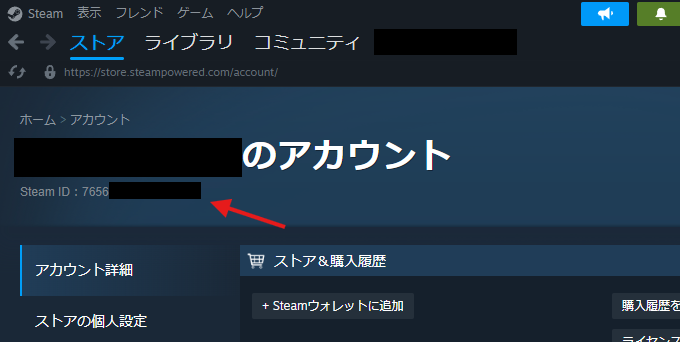 Steam 表示 フレンド ゲーム ヘルプ
ストア ライブラリ コミュニティ
https://store.steampowered.com/account/
ホーム > アカウント
のアカウント
Steam ID：7656
アカウント詳細
ストア＆購入履歴
+ Steamウォレットに追加
購入履歴を
ストアの個人設定
ライセンス